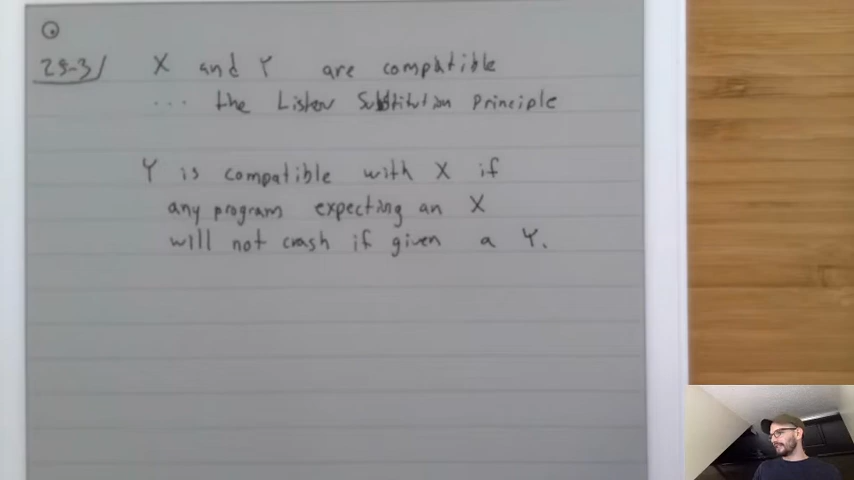 25-3/ X and Y are compatible
... the Liskov Substitution Principle
Y is compatible with X if
any program expecting an X
will not crash if given a Y.